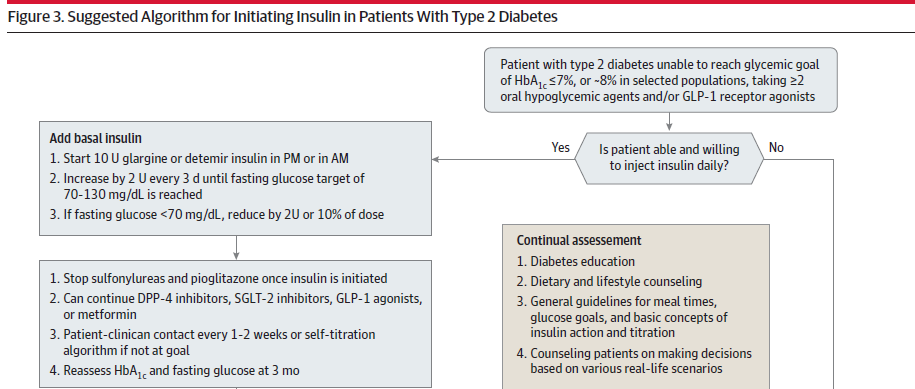 Figure 3. Suggested Algorithm for Initiating Insulin in Patients With Type 2 Diabetes
Patient with type 2 diabetes unable to reach glycemic goal
of HbA1c ≤7%, or ~8% in selected populations, taking ≥2
oral hypoglycemic agents and/or GLP-1 receptor agonists
Is patient able and willing
to inject insulin daily?
Yes
No
Add basal insulin
1. Start 10 U glargine or detemir insulin in PM or in AM
2. Increase by 2 U every 3 d until fasting glucose target of
70-130 mg/dL is reached
3. If fasting glucose <70 mg/dL, reduce by 2U or 10% of dose
1. Stop sulfonylureas and pioglitazone once insulin is initiated
2. Can continue DPP-4 inhibitors, SGLT-2 inhibitors, GLP-1 agonists,
or metformin
3. Patient-clinican contact every 1-2 weeks or self-titration
algorithm if not at goal
4. Reassess HbA1c and fasting glucose at 3 mo
Continual assessement
1. Diabetes education
2. Dietary and lifestyle counseling
3. General guidelines for meal times,
glucose goals, and basic concepts of
insulin action and titration
4. Counseling patients on making decisions
based on various real-life scenarios